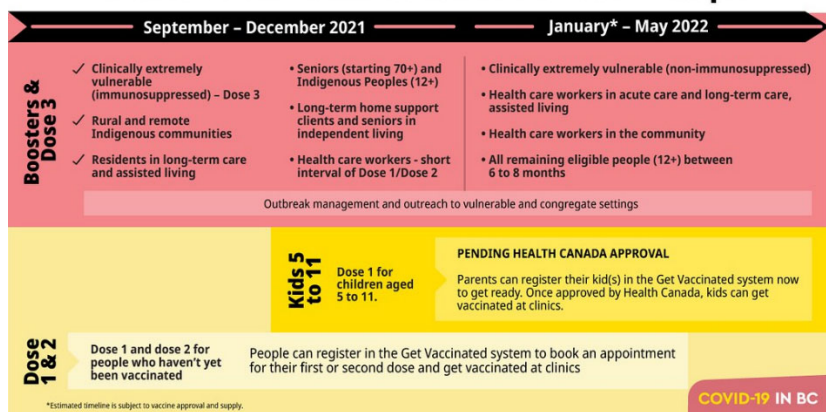 September – December 2021
January* – May 2022
Boosters &
Dose 3
✓ Clinically extremely
vulnerable
(immunosuppressed) – Dose 3
✓ Rural and remote
Indigenous communities
✓ Residents in long-term care
and assisted living
• Seniors (starting 70+) and
Indigenous Peoples (12+)
• Long-term home support
clients and seniors in
independent living
• Health care workers - short
interval of Dose 1/Dose 2
• Clinically extremely vulnerable (non-immunosuppressed)
• Health care workers in acute care and long-term care,
assisted living
• Health care workers in the community
• All remaining eligible people (12+) between
6 to 8 months
Outbreak management and outreach to vulnerable and congregate settings
Kids 5
to 11
Dose 1 for
children aged
5 to 11.
PENDING HEALTH CANADA APPROVAL
Parents can register their kid(s) in the Get Vaccinated system now
to get ready. Once approved by Health Canada, kids can get
vaccinated at clinics.
Dose
1 & 2
Dose 1 and dose 2 for
people who haven't yet
been vaccinated
People can register in the Get Vaccinated system to book an appointment
for their first or second dose and get vaccinated at clinics
*Estimated timeline is subject to vaccine approval and supply.
COVID-19 IN BC